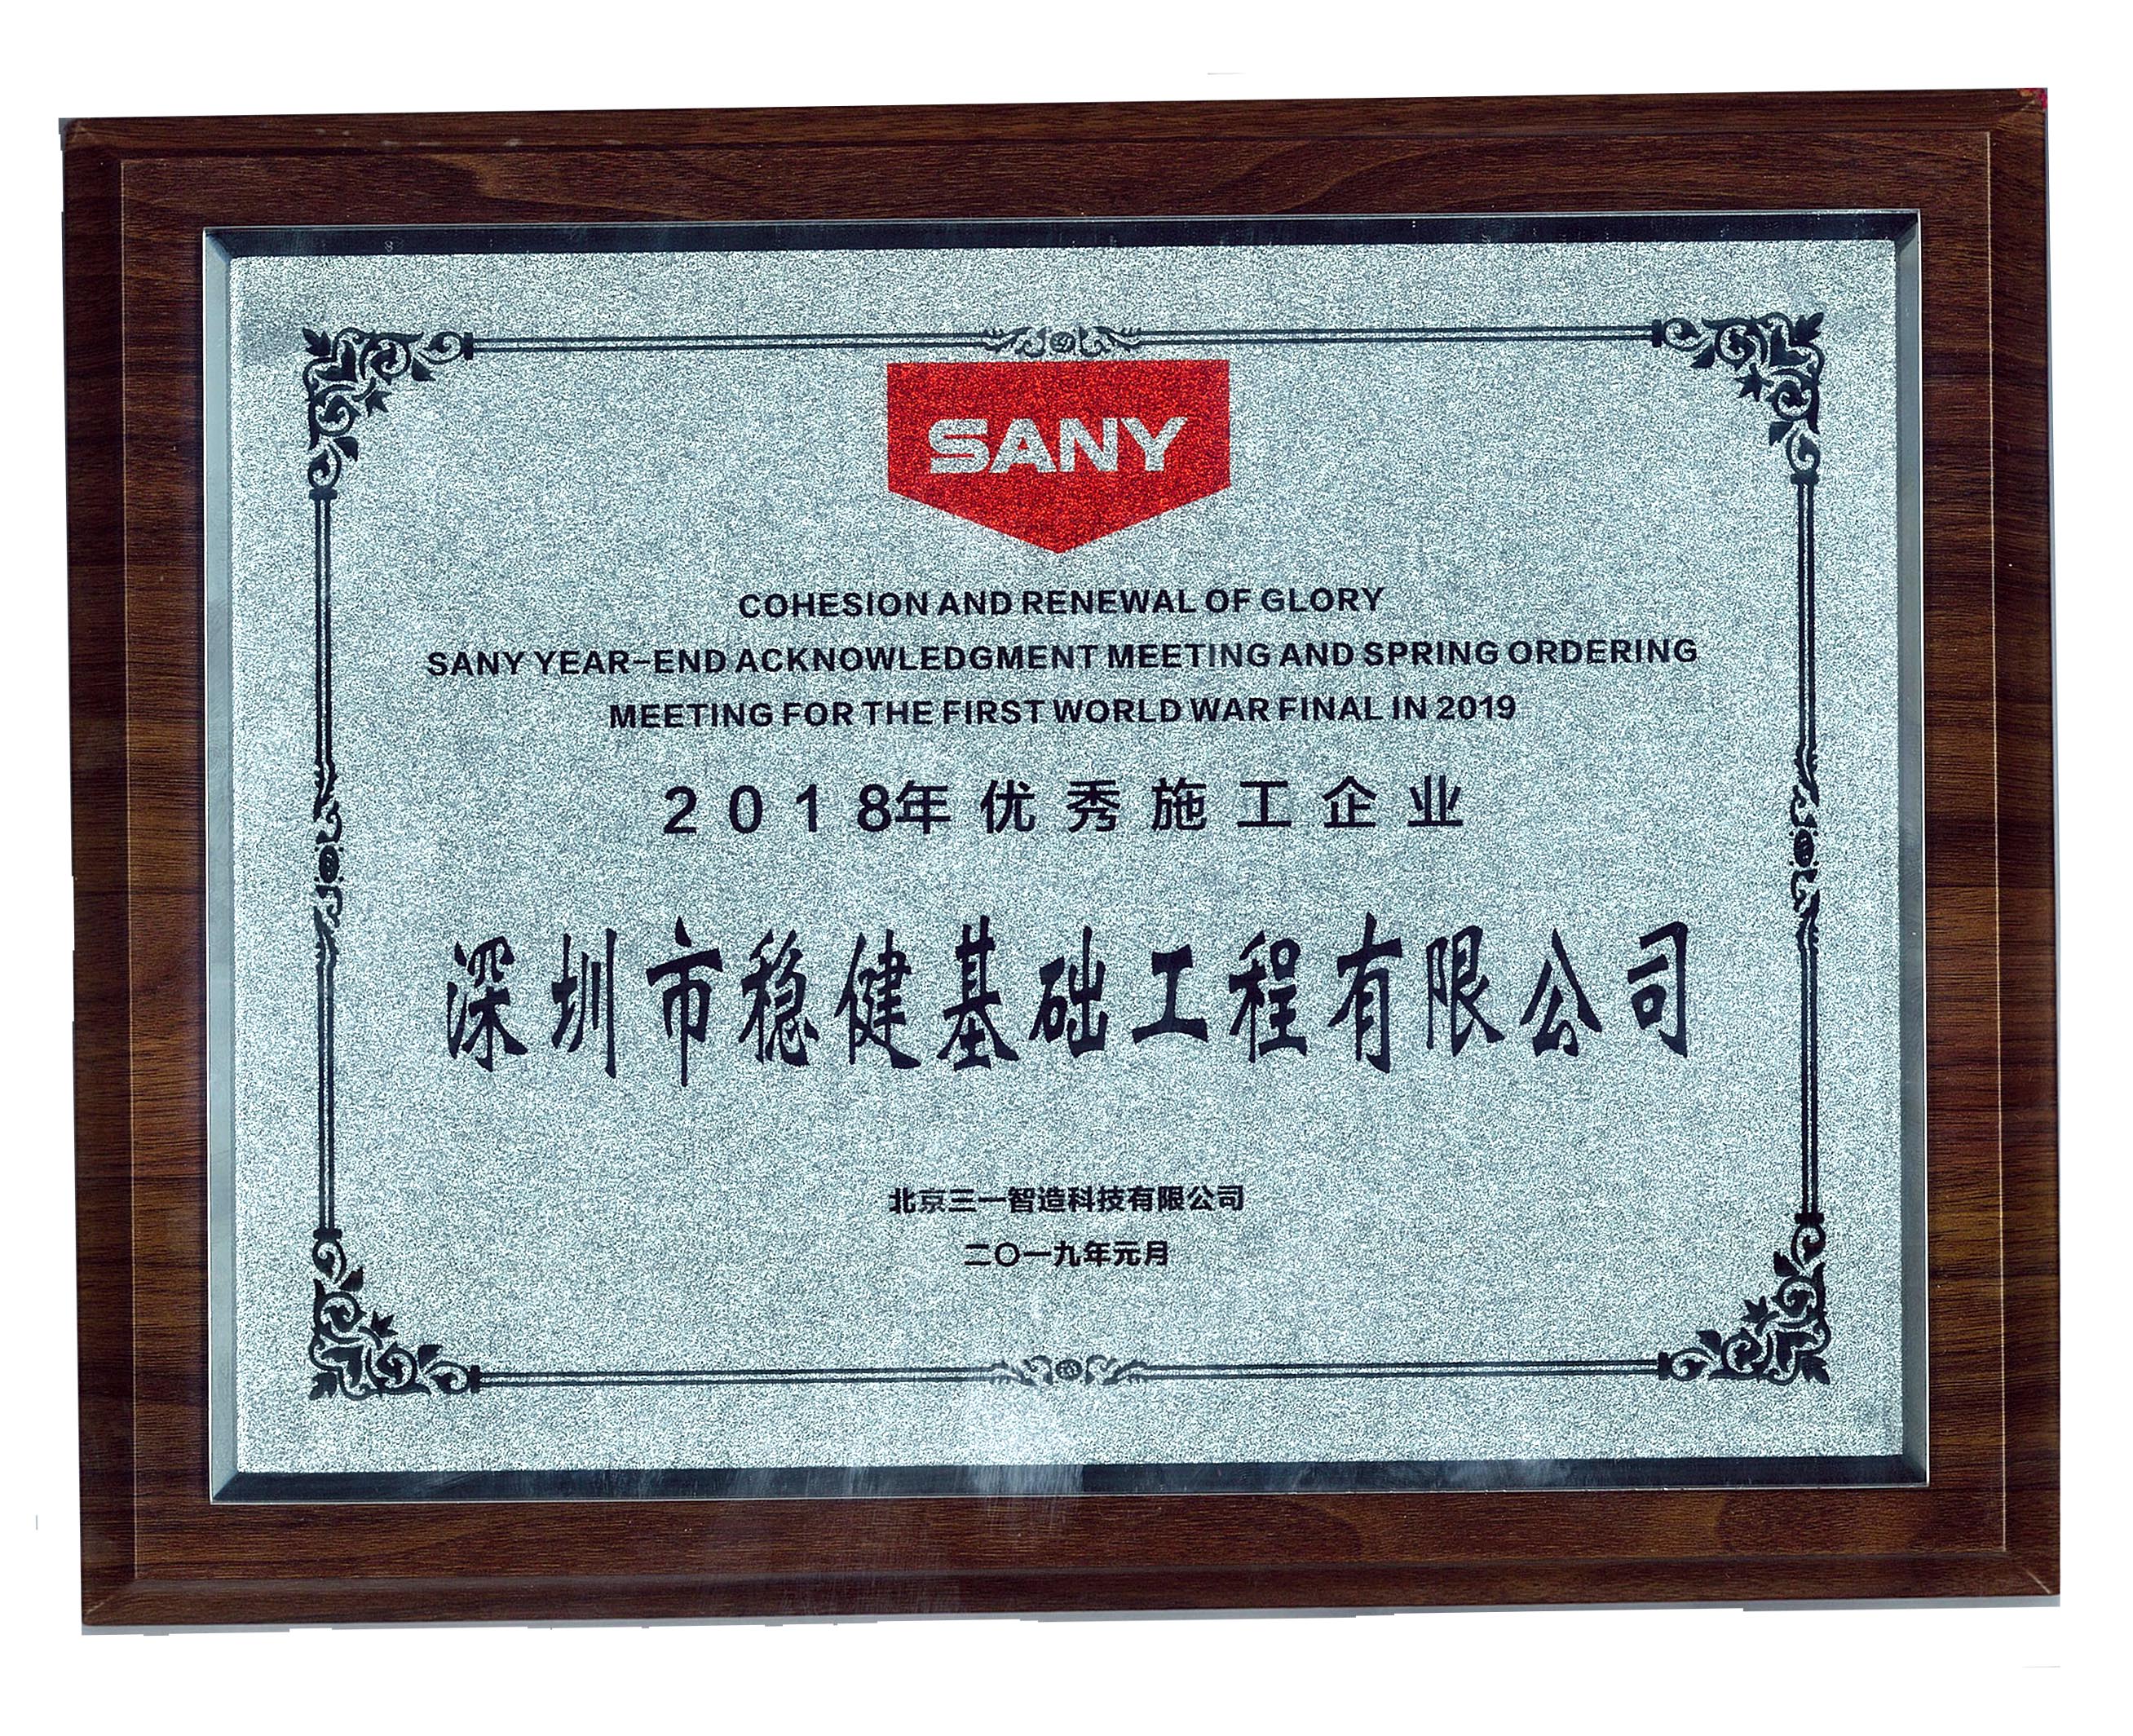 SANY
COHESION AND RENEWAL OF GLORY
SANY YEAR-END ACKNOWLEDGMENT MEETING AND SPRING ORDERING
MEETING FOR THE FIRST WORLD WAR FINAL IN 2019
2018年优秀施工企业
深圳市稳健基础工程有限公司
北京三一智造科技有限公司
二〇一九年元月